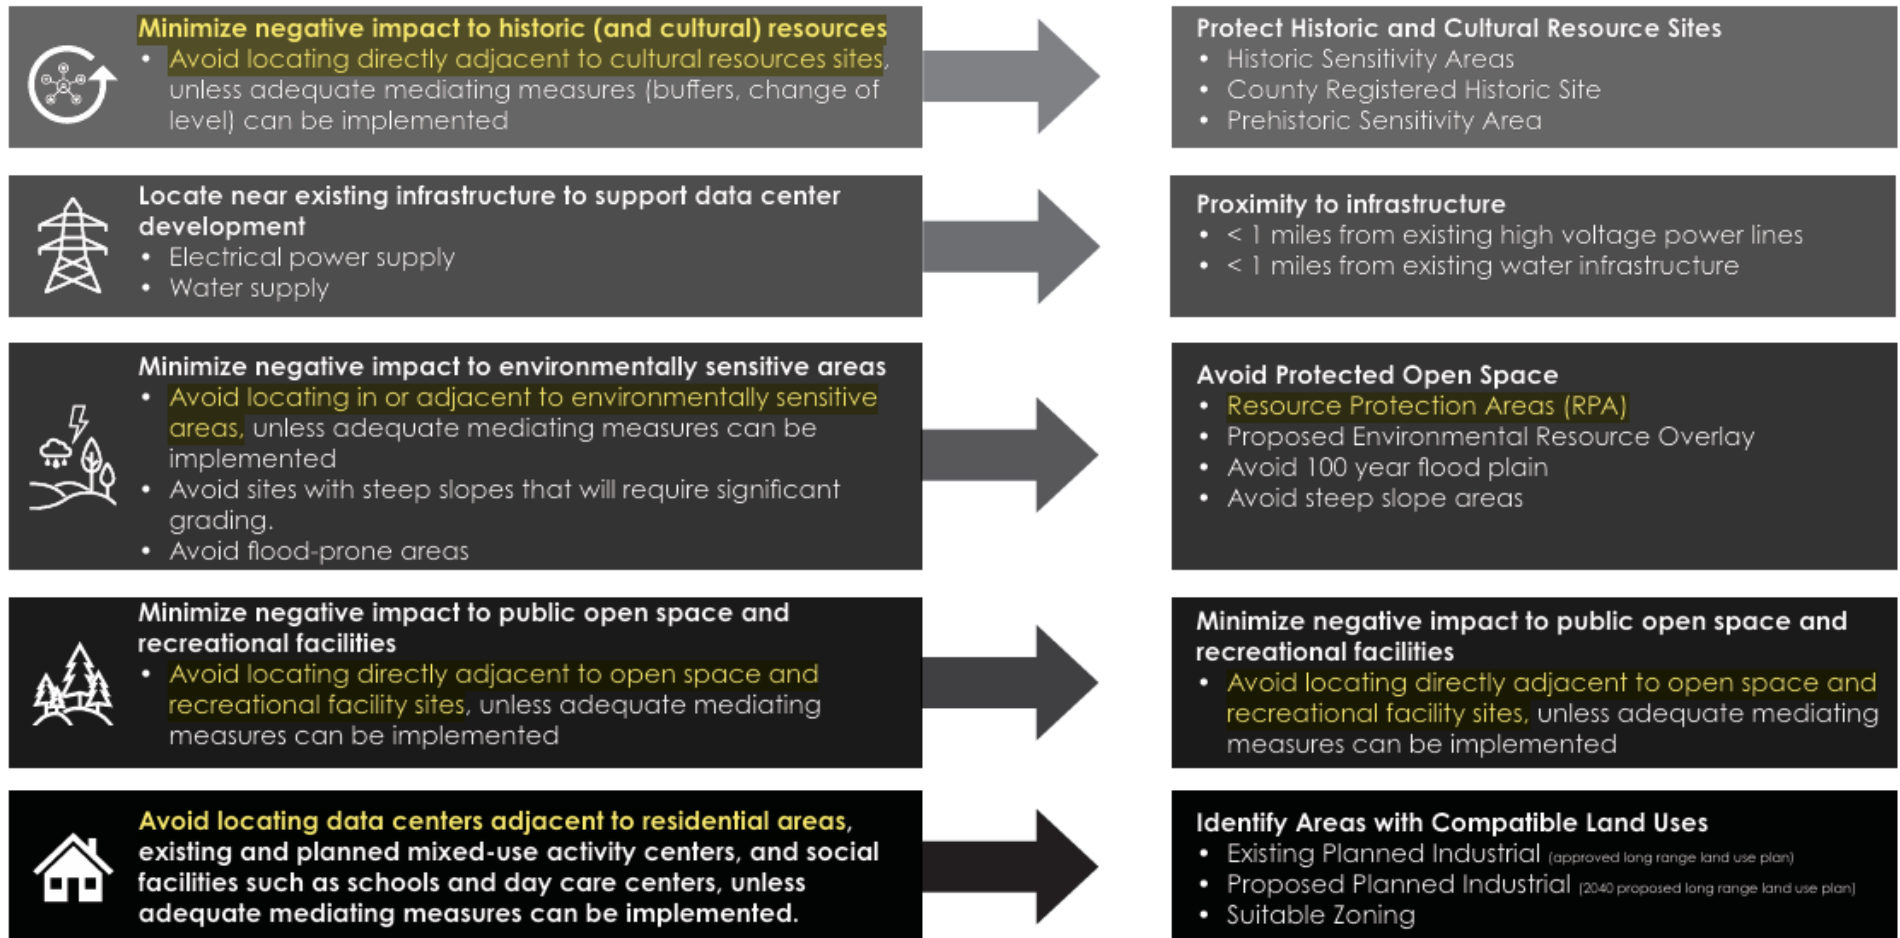 Minimize negative impact to historic (and cultural) resources
• Avoid locating directly adjacent to cultural resources sites,
unless adequate mediating measures (buffers, change of
level) can be implemented
Protect Historic and Cultural Resource Sites
• Historic Sensitivity Areas
• County Registered Historic Site
• Prehistoric Sensitivity Area
Locate near existing infrastructure to support data center
development
• Electrical power supply
• Water supply
Proximity to infrastructure
• < 1 miles from existing high voltage power lines
• < 1 miles from existing water infrastructure
Minimize negative impact to environmentally sensitive areas
• Avoid locating in or adjacent to environmentally sensitive
areas, unless adequate mediating measures can be
implemented
• Avoid sites with steep slopes that will require significant
grading.
• Avoid flood-prone areas
Avoid Protected Open Space
• Resource Protection Areas (RPA)
• Proposed Environmental Resource Overlay
• Avoid 100 year flood plain
• Avoid steep slope areas
Minimize negative impact to public open space and
recreational facilities
• Avoid locating directly adjacent to open space and
recreational facility sites, unless adequate mediating
measures can be implemented
Minimize negative impact to public open space and
recreational facilities
• Avoid locating directly adjacent to open space and
recreational facility sites, unless adequate mediating
measures can be implemented
Avoid locating data centers adjacent to residential areas,
existing and planned mixed-use activity centers, and social
facilities such as schools and day care centers, unless
adequate mediating measures can be implemented.
Identify Areas with Compatible Land Uses
• Existing Planned Industrial (approved long range land use plan)
• Proposed Planned Industrial (2040 proposed long range land use plan)
• Suitable Zoning